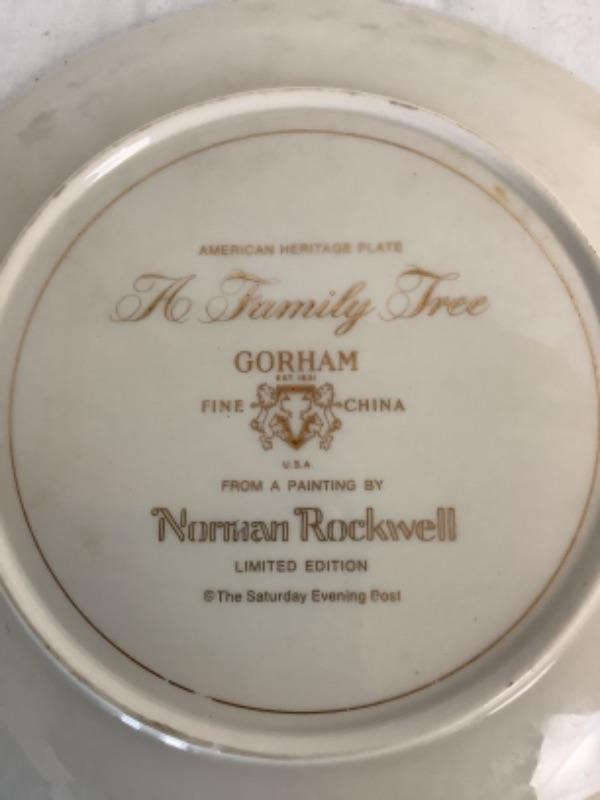 AMERICAN HERITAGE PLATE
A Family Tree
GORHAM
EST 1831
FINE CHINA
U.S.A
FROM A PAINTING BY
Norman Rockwell
LIMITED EDITION
©The Saturday Evening Post